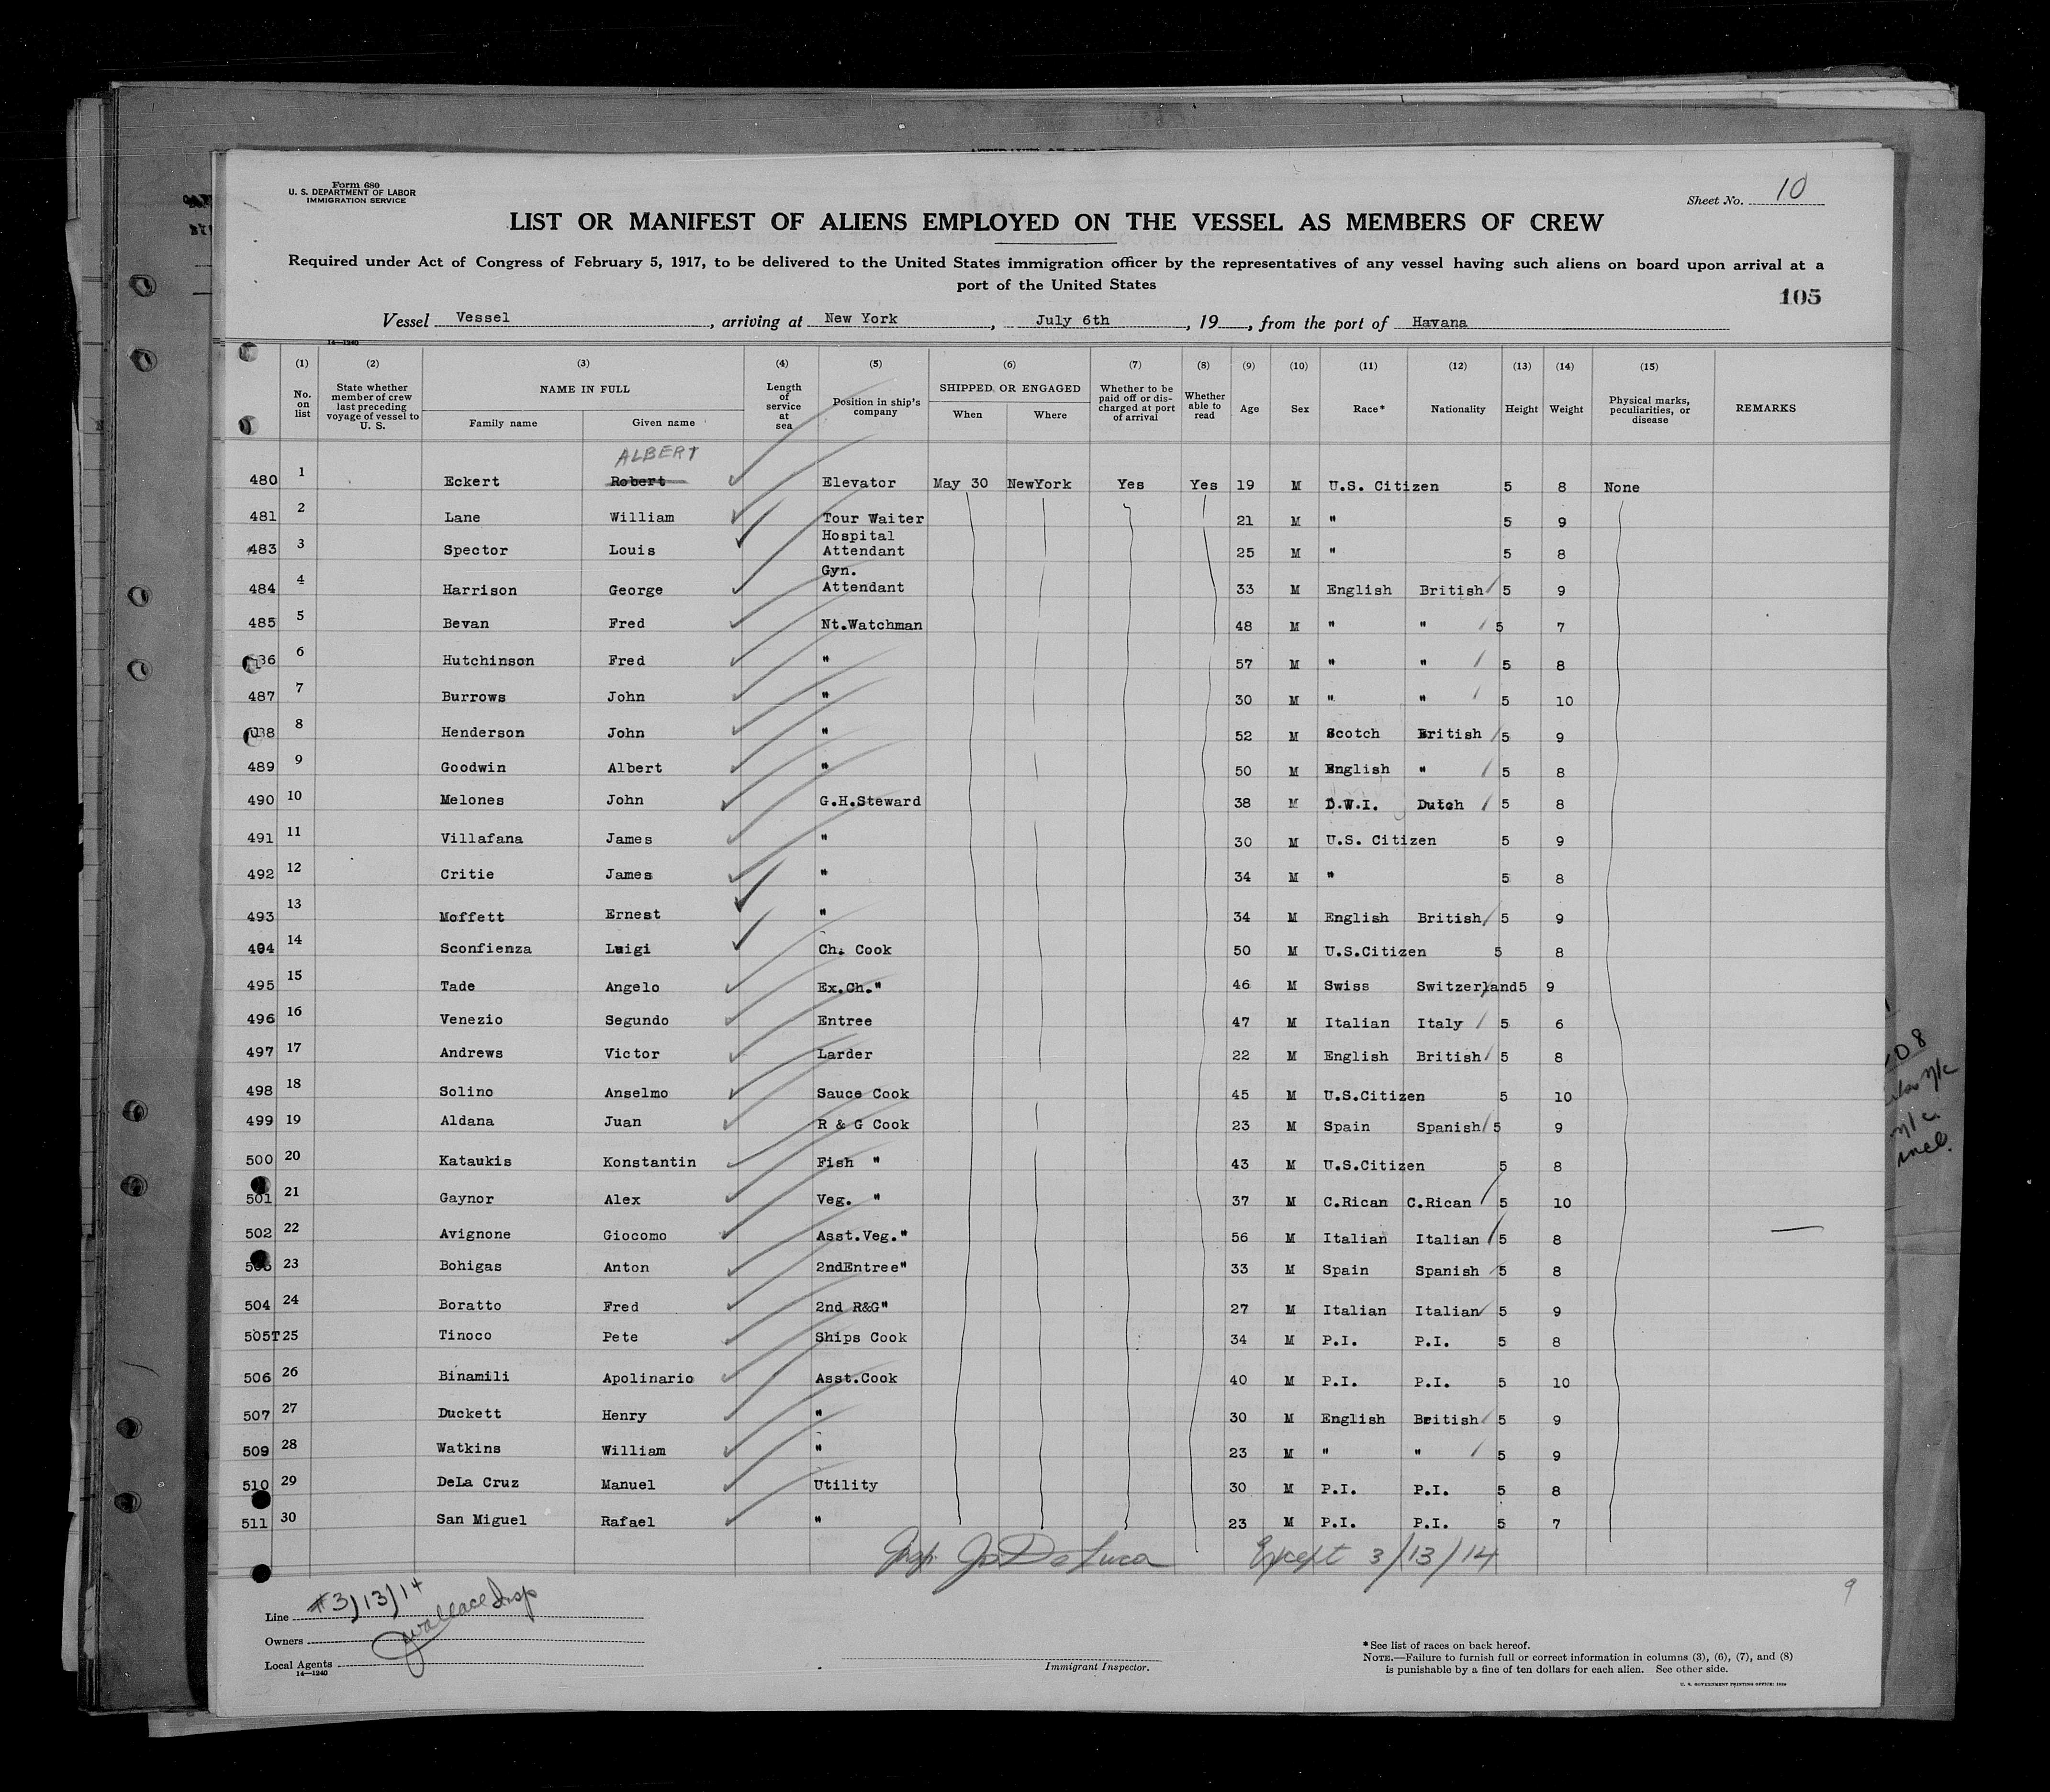 Form 680
U. S. DEPARTMENT OF LABOR
IMMIGRATION SERVICE
Sheet No. 10
LIST OR MANIFEST OF ALIENS EMPLOYED ON THE VESSEL AS MEMBERS OF CREW
Required under Act of Congress of February 5, 1917, to be delivered to the United States immigration officer by the representatives of any vessel having such aliens on board upon arrival at a
port of the United States
105
Vessel Vessel, arriving at New York, July 6th, 19, from the port of Havana
14—1240
(1) (2) (3) (4) (5) (6) (7) (8) (9) (10) (11) (12) (13) (14) (15)
No. on list State whether member of crew last preceding voyage of vessel to U. S. NAME IN FULL Family name Given name Length of service at sea Position in ship's company SHIPPED OR ENGAGED When Where Whether to be paid off or discharged at port of arrival Whether able to read Age Sex Race* Nationality Height Weight Physical marks, peculiarities, or disease REMARKS
ALBERT
480 1 Eckert Robert Elevator May 30 NewYork Yes Yes 19 M U.S. Citizen 5 8 None
481 2 Lane William Tour Waiter 21 M " 5 9
483 3 Spector Louis Hospital Attendant 25 M " 5 8
484 4 Harrison George Gyn. Attendant 33 M English British 5 9
485 5 Bevan Fred Nt.Watchman 48 M " " 5 7
6 Hutchinson Fred " 57 M " " 5 8
487 7 Burrows John " 30 M " " 5 10
8 Henderson John " 52 M Scotch British 5 9
489 9 Goodwin Albert " 50 M English " 5 8
490 10 Melones John G.H.Steward 38 M D.W.I. Dutch 5 8
491 11 Villafana James " 30 M U.S. Citizen 5 9
492 12 Critie James " 34 M " 5 8
493 13 Moffett Ernest " 34 M English British 5 9
494 14 Sconfienza Luigi Ch. Cook 50 M U.S.Citizen 5 8
495 15 Tade Angelo Ex.Ch." 46 M Swiss Switzerland5 9
496 16 Venezio Segundo Entree 47 M Italian Italy 5 6
497 17 Andrews Victor Larder 22 M English British 5 8
498 18 Solino Anselmo Sauce Cook 45 M U.S.Citizen 5 10
499 19 Aldana Juan R & G Cook 23 M Spain Spanish 5 9
500 20 Kataukis Konstantin Fish " 43 M U.S.Citizen 5 8
501 21 Gaynor Alex Veg. " 37 M C.Rican C.Rican 5 10
502 22 Avignone Giocomo Asst.Veg." 56 M Italian Italian 5 8
23 Bohigas Anton 2ndEntree" 33 M Spain Spanish 5 8
504 24 Boratto Fred 2nd R&G" 27 M Italian Italian 5 9
505T 25 Tinoco Pete Ships Cook 34 M P.I. P.I. 5 8
506 26 Binamili Apolinario Asst.Cook 40 M P.I. P.I. 5 10
507 27 Duckett Henry " 30 M English British 5 9
509 28 Watkins William " 23 M " " 5 9
510 29 DeLa Cruz Manuel Utility 30 M P.I. P.I. 5 8
511 30 San Miguel Rafael " 23 M P.I. P.I. 5 7
De Luca Except 3/13/14
9
Line #3/13/14
Owners
Wallace Insp
Local Agents
14—1240
Immigrant Inspector.
* See list of races on back hereof.
NOTE.—Failure to furnish full or correct information in columns (3), (6), (7), and (8)
is punishable by a fine of ten dollars for each alien. See other side.